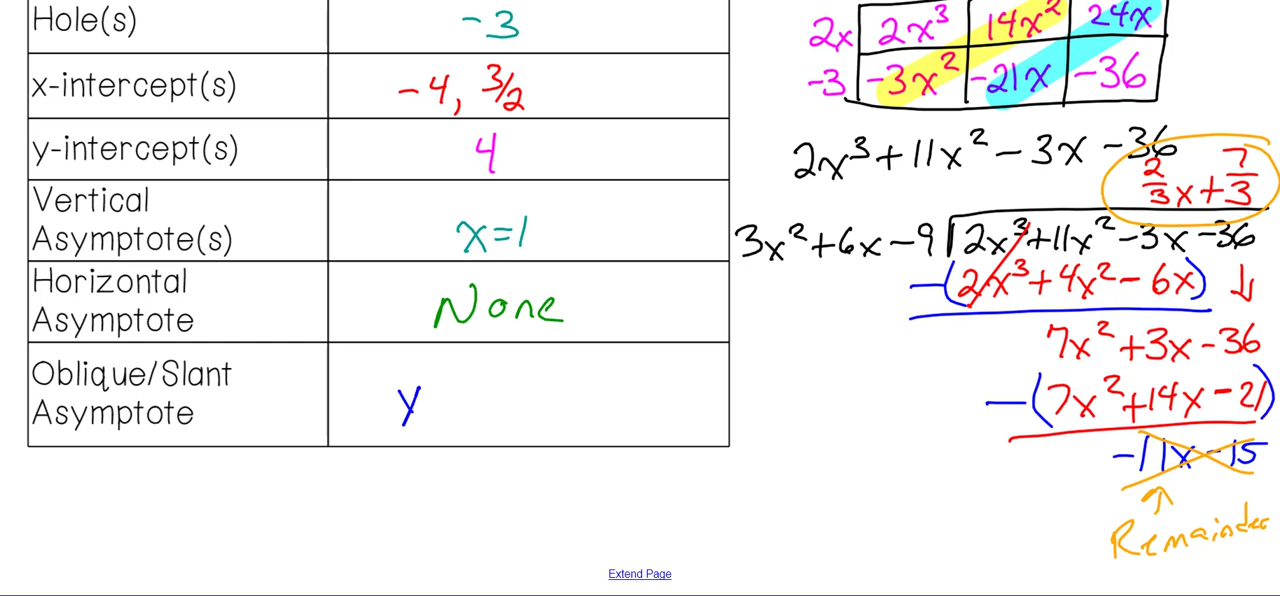 Hole(s) -3
x-intercept(s) -4, 3/2
y-intercept(s) 4
Vertical
Asymptote(s) x=1
Horizontal
Asymptote None
Oblique/Slant
Asymptote y
2x 2x³ 14x² 24x
-3 -3x² -21x -36
2x³+11x²-3x-36
2/3x+7/3
3x²+6x-9 2x³+11x²-3x-36
-(2x³+4x²-6x) ↓
7x²+3x-36
-(7x²+14x-21)
-11x-15
↑
Remainder
Extend Page